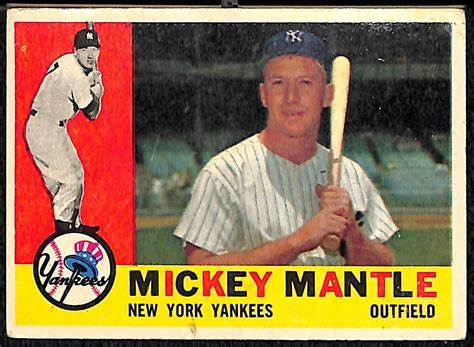 Yankees
MICKEY MANTLE
NEW YORK YANKEES OUTFIELD